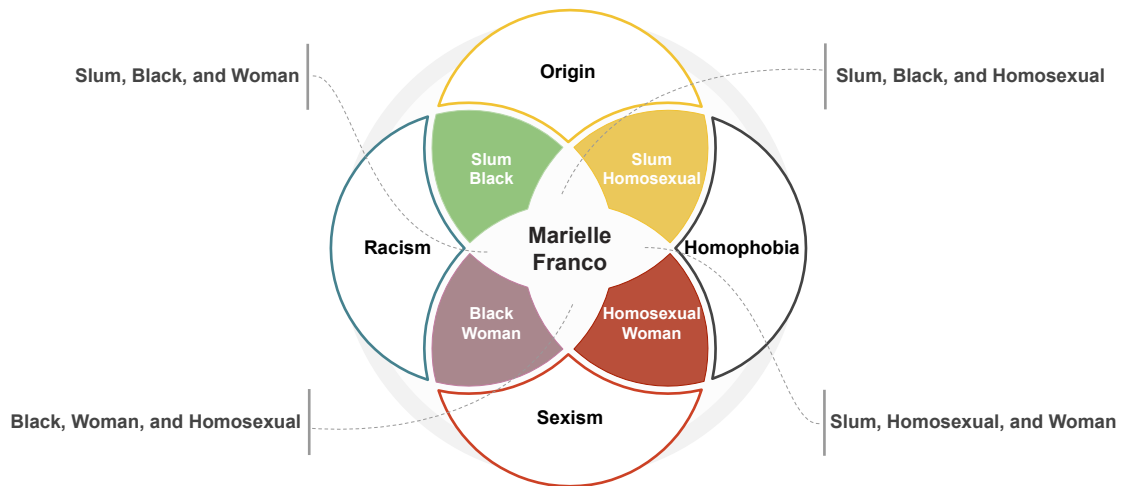 Origin
Slum, Black, and Woman
Slum, Black, and Homosexual
Slum
Black
Slum
Homosexual
Racism
Marielle
Franco
Homophobia
Black
Woman
Homosexual
Woman
Sexism
Black, Woman, and Homosexual
Slum, Homosexual, and Woman